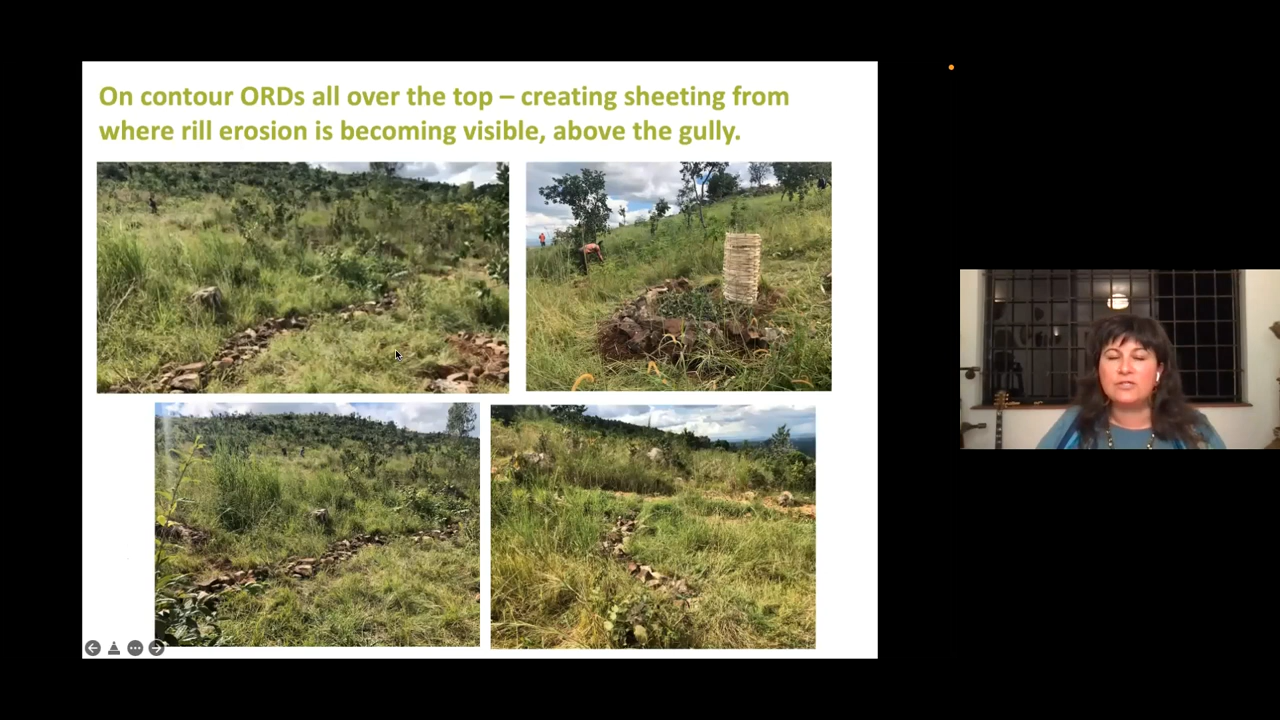 On contour ORDs all over the top – creating sheeting from
where rill erosion is becoming visible, above the gully.